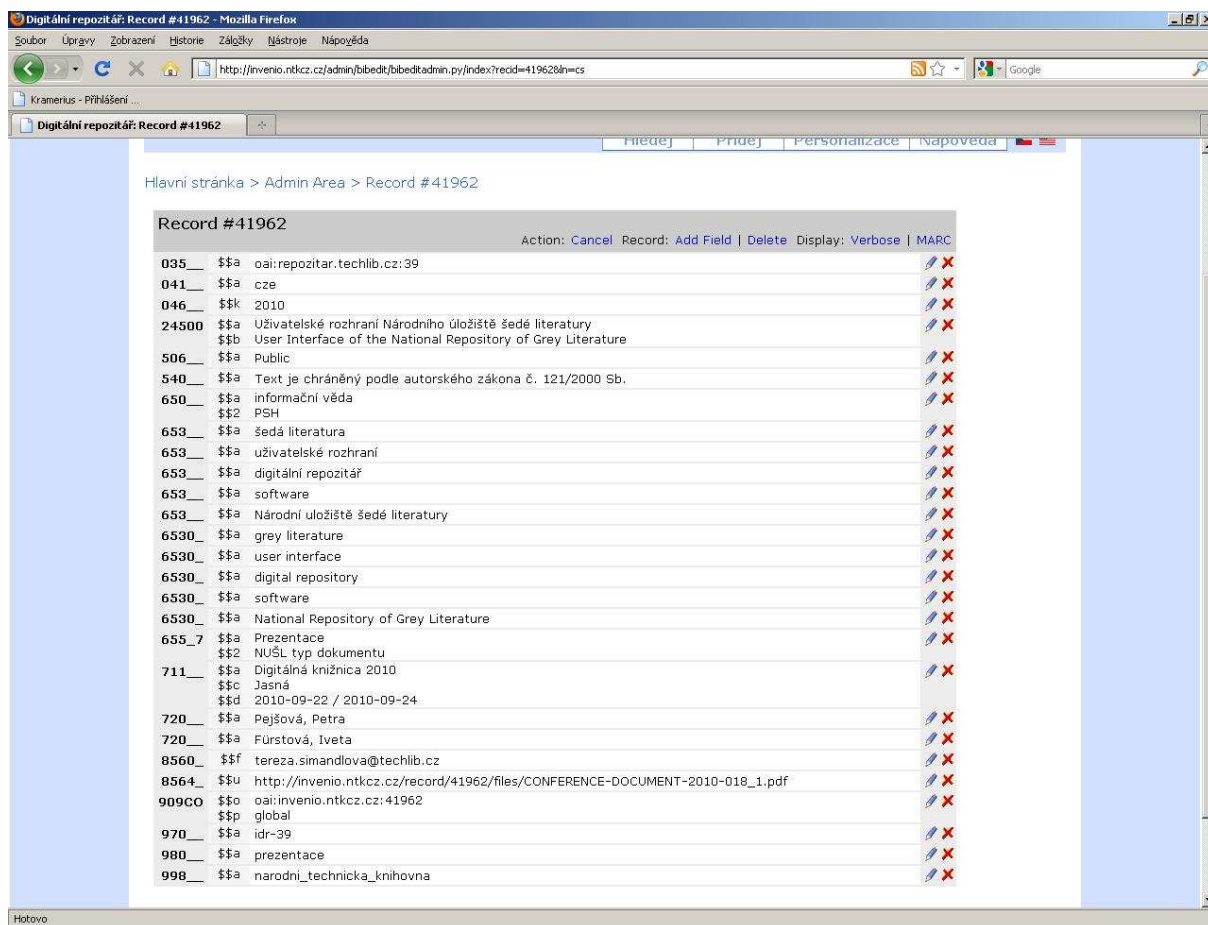 Digitální repozitář: Record #41962 - Mozilla Firefox
Soubor Úpravy Zobrazení Historie Záložky Nástroje Nápověda
http://invenio.ntkcz.cz/admin/bibedit/bibeditadmin.py/index?recid=41962&ln=cs
Google
Kramerius - Přihlášení ...
Digitální repozitář: Record #41962
Hledej Přidej Personalizace Nápověda
Hlavní stránka > Admin Area > Record #41962
Record #41962
Action: Cancel Record: Add Field | Delete Display: Verbose | MARC
035__ $$a oai:repozitar.techlib.cz:39
041__ $$a cze
046__ $$k 2010
24500 $$a Uživatelské rozhraní Národního úložiště šedé literatury
$$b User Interface of the National Repository of Grey Literature
506__ $$a Public
540__ $$a Text je chráněný podle autorského zákona č. 121/2000 Sb.
650__ $$a informační věda
$$2 PSH
653__ $$a šedá literatura
653__ $$a uživatelské rozhraní
653__ $$a digitální repozitář
653__ $$a software
653__ $$a Národní uložiště šedé literatury
6530_ $$a grey literature
6530_ $$a user interface
6530_ $$a digital repository
6530_ $$a software
6530_ $$a National Repository of Grey Literature
655_7 $$a Prezentace
$$2 NUŠL typ dokumentu
711__ $$a Digitálná knižnica 2010
$$c Jasná
$$d 2010-09-22 / 2010-09-24
720__ $$a Pejšová, Petra
720__ $$a Fürstová, Iveta
8560_ $$f tereza.simandlova@techlib.cz
8564_ $$u http://invenio.ntkcz.cz/record/41962/files/CONFERENCE-DOCUMENT-2010-018_1.pdf
909CO $$o oai:invenio.ntkcz.cz:41962
$$p global
970__ $$a idr-39
980__ $$a prezentace
998__ $$a narodni_technicka_knihovna
Hotovo